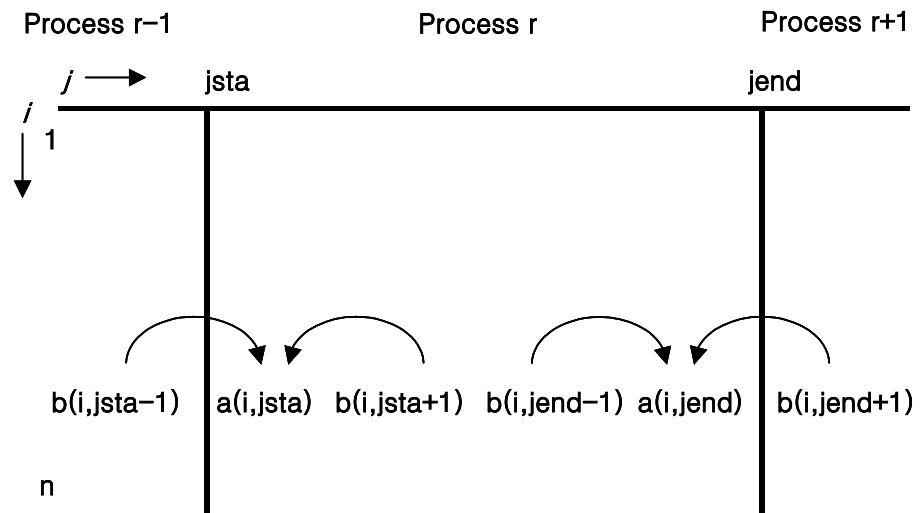 Process r−1 Process r Process r+1
j jsta jend
i
1
b(i,jsta−1) a(i,jsta) b(i,jsta+1) b(i,jend−1) a(i,jend) b(i,jend+1)
n